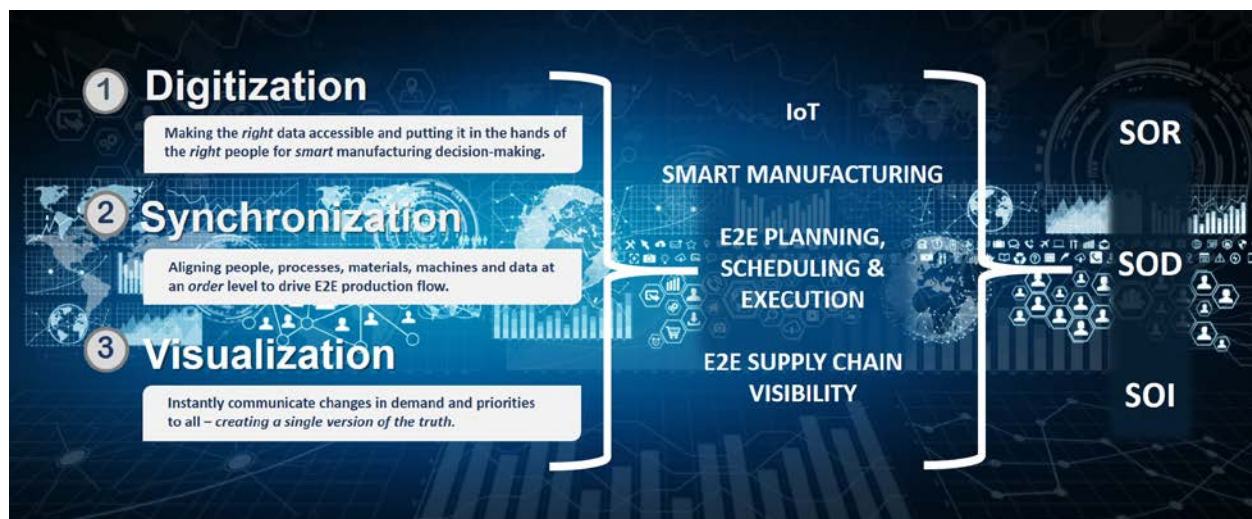 1 Digitization
Making the right data accessible and putting it in the hands of
the right people for smart manufacturing decision-making.
2 Synchronization
Aligning people, processes, materials, machines and data at
an order level to drive E2E production flow.
3 Visualization
Instantly communicate changes in demand and priorities
to all – creating a single version of the truth.
IoT
SMART MANUFACTURING
E2E PLANNING,
SCHEDULING &
EXECUTION
E2E SUPPLY CHAIN
VISIBILITY
SOR
SOD
SOI